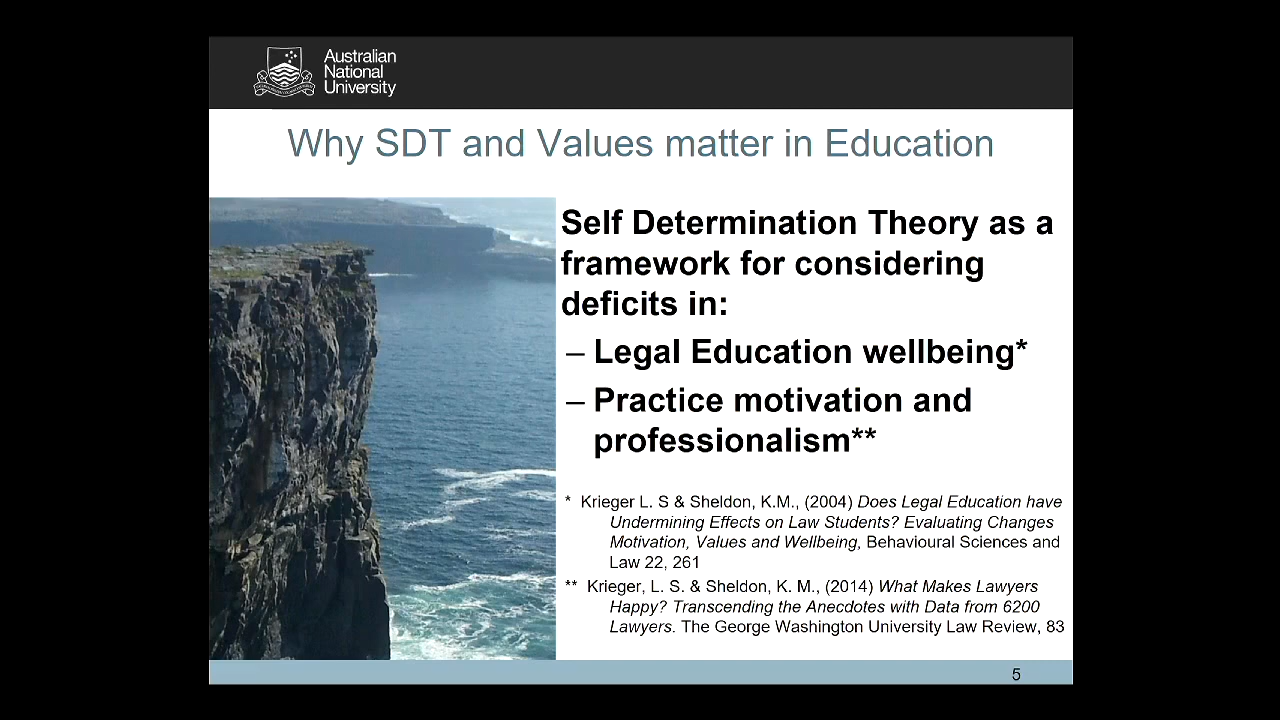 Australian
National
University
Why SDT and Values matter in Education
Self Determination Theory as a
framework for considering
deficits in:
– Legal Education wellbeing*
– Practice motivation and
professionalism**
* Krieger L. S & Sheldon, K.M., (2004) Does Legal Education have
Undermining Effects on Law Students? Evaluating Changes
Motivation, Values and Wellbeing, Behavioural Sciences and
Law 22, 261
** Krieger, L. S. & Sheldon, K. M., (2014) What Makes Lawyers
Happy? Transcending the Anecdotes with Data from 6200
Lawyers. The George Washington University Law Review, 83
5